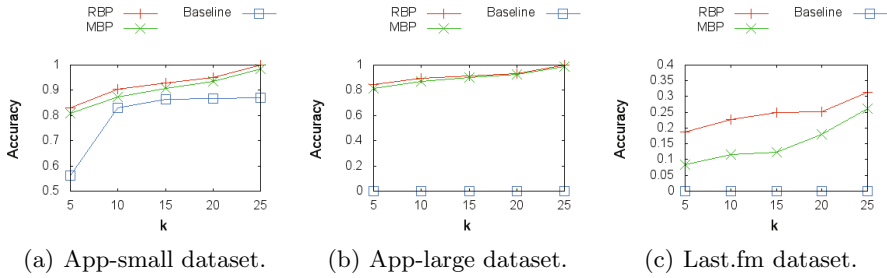 RBP
MBP
Baseline
1
0.9
0.8
0.7
0.6
0.5
5 10 15 20 25
Accuracy
k
(a) App-small dataset.
RBP
MBP
Baseline
1
0.8
0.6
0.4
0.2
0
5 10 15 20 25
Accuracy
k
(b) App-large dataset.
RBP
MBP
Baseline
0.4
0.35
0.3
0.25
0.2
0.15
0.1
0.05
0
5 10 15 20 25
Accuracy
k
(c) Last.fm dataset.